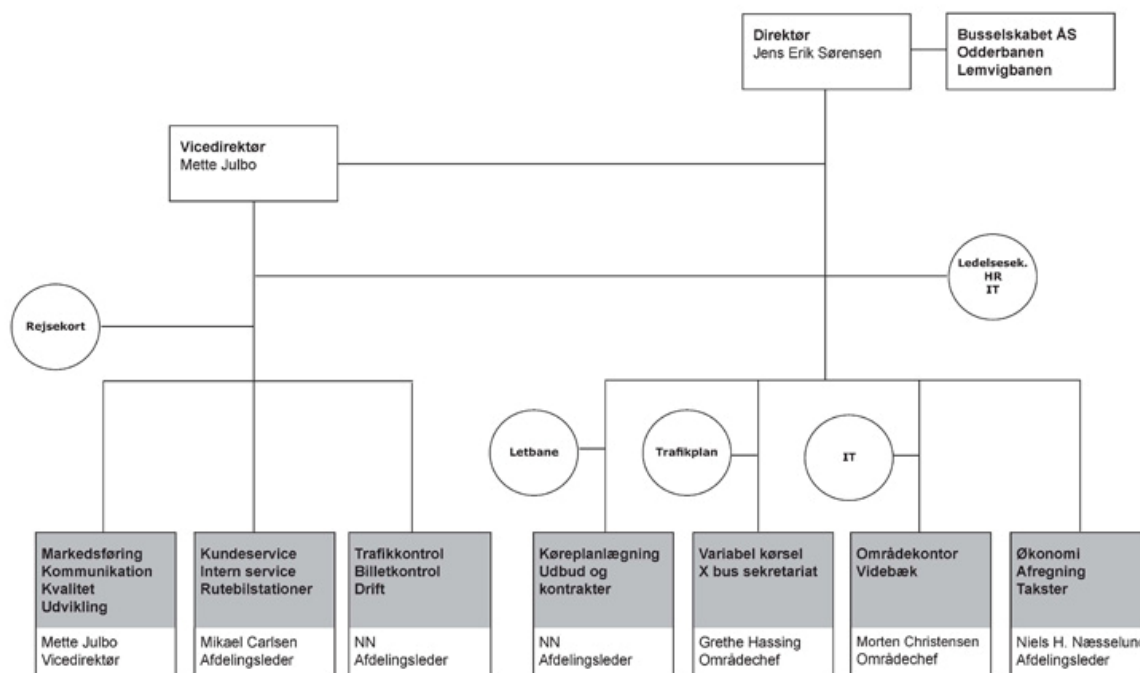 Direktør
Jens Erik Sørensen
Busselskabet ÅS
Odderbanen
Lemvigbanen
Vicedirektør
Mette Julbo
Ledelsesek.
HR
IT
Rejsekort
Letbane
Trafikplan
IT
Markedsføring
Kommunikation
Kvalitet
Udvikling
Mette Julbo
Vicedirektør
Kundeservice
Intern service
Rutebilstationer
Mikael Carlsen
Afdelingsleder
Trafikkontrol
Billetkontrol
Drift
NN
Afdelingsleder
Køreplanlægning
Udbud og
kontrakter
NN
Afdelingsleder
Variabel kørsel
X bus sekretariat
Grethe Hassing
Områdechef
Områdekontor
Videbæk
Morten Christensen
Områdechef
Økonomi
Afregning
Takster
Niels H. Næsselund
Afdelingsleder